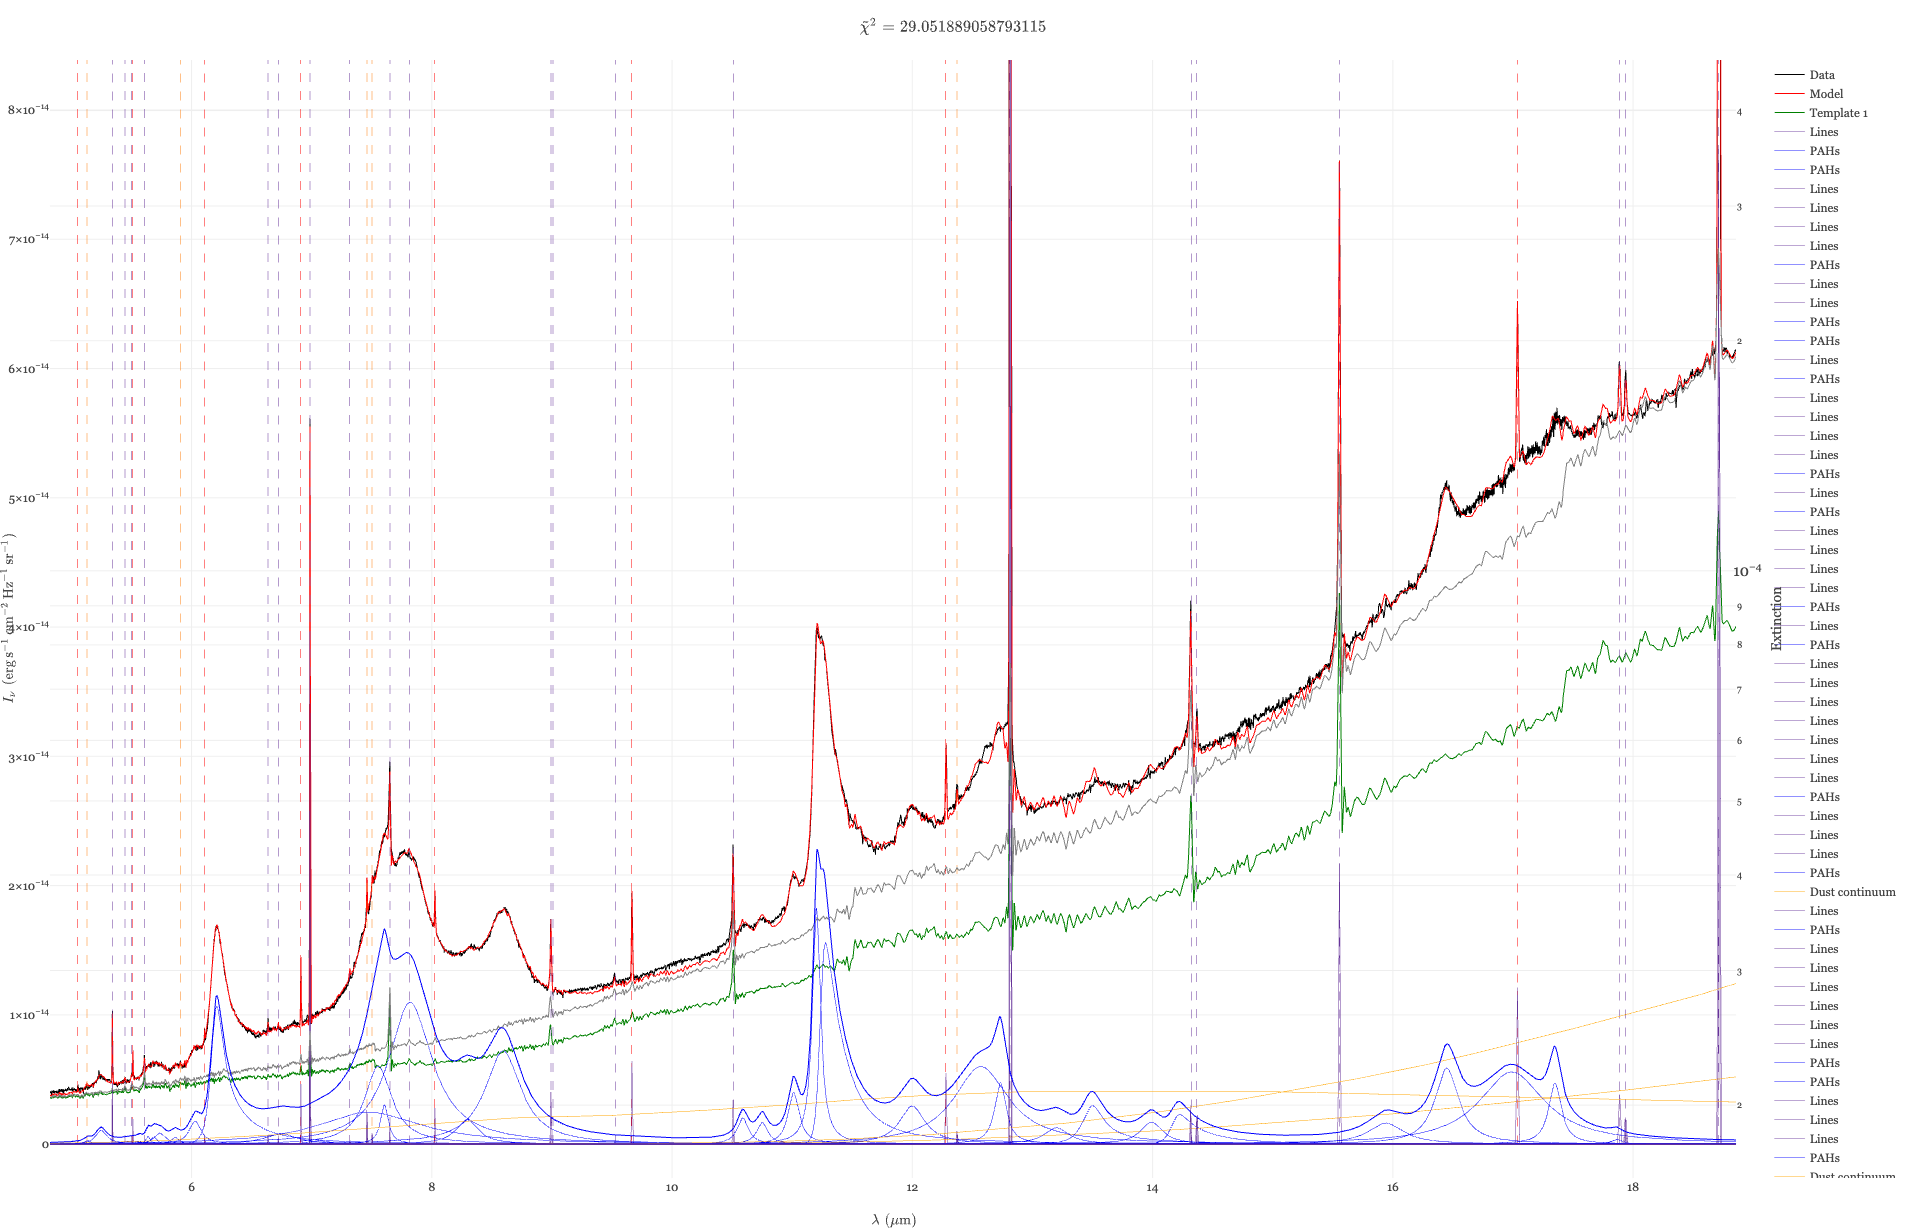 χ̃² = 29.051889058793115
8×10⁻¹⁴
7×10⁻¹⁴
6×10⁻¹⁴
5×10⁻¹⁴
4×10⁻¹⁴
3×10⁻¹⁴
2×10⁻¹⁴
1×10⁻¹⁴
0
I_ν (erg s⁻¹ cm⁻² Hz⁻¹ sr⁻¹)
6
8
10
12
14
16
18
λ (μm)
4
3
2
10⁻⁴
9
8
7
6
5
4
3
2
Extinction
Data
Model
Template 1
Lines
PAHs
PAHs
Lines
Lines
Lines
Lines
PAHs
Lines
Lines
PAHs
PAHs
Lines
PAHs
Lines
Lines
Lines
Lines
PAHs
Lines
PAHs
Lines
Lines
Lines
Lines
PAHs
Lines
PAHs
Lines
Lines
Lines
Lines
Lines
Lines
Lines
PAHs
Lines
Lines
Lines
PAHs
Dust continuum
Lines
PAHs
Lines
Lines
Lines
Lines
Lines
Lines
PAHs
PAHs
Lines
Lines
Lines
PAHs
Dust continuum